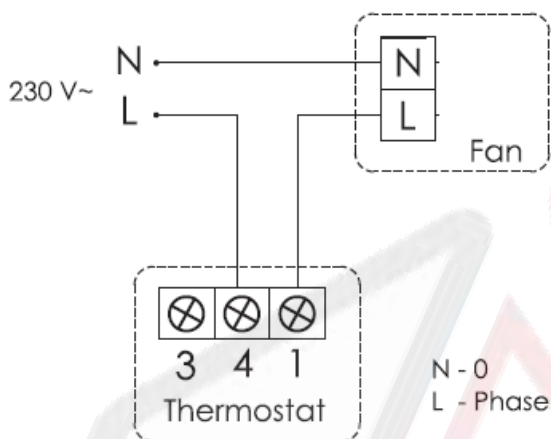 N
230 V~
L
N
L
Fan
3 4 1
Thermostat
N - 0
L - Phase